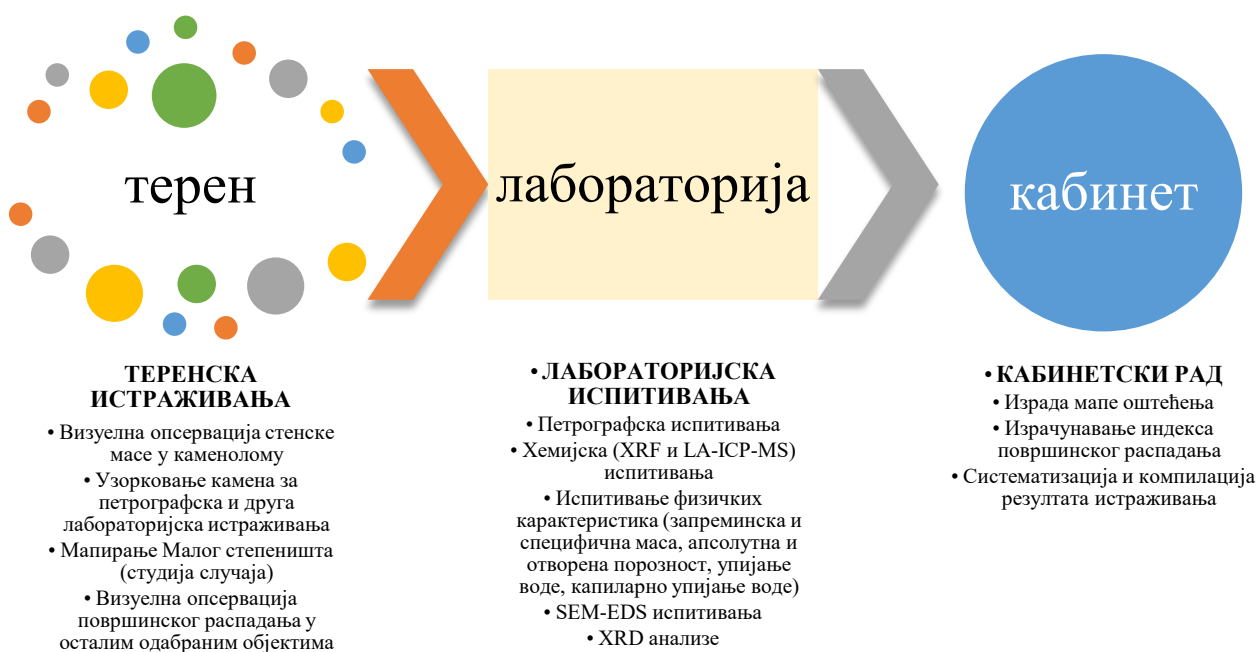 терен
лабораторија
кабинет
ТЕРЕНСКА
ИСТРАЖИВАЊА
• Визуелна опсервација стенске
масе у каменолому
• Узорковање камена за
петрографска и друга
лабораторијска истраживања
• Мапирање Малог степеништа
(студија случаја)
• Визуелна опсервација
површинског распадања у
осталим одабраним објектима
• ЛАБОРАТОРИЈСКА
ИСПИТИВАЊА
• Петрографска испитивања
• Хемијска (XRF и LA-ICP-MS)
испитивања
• Испитивање физичких
карактеристика (запреминска и
специфична маса, апсолутна и
отворена порозност, упијање
воде, капиларно упијање воде)
• SEM-EDS испитивања
• XRD анализе
• КАБИНЕТСКИ РАД
• Израда мапе оштећења
• Израчунавање индекса
површинског распадања
• Систематизација и компилација
резултата истраживања